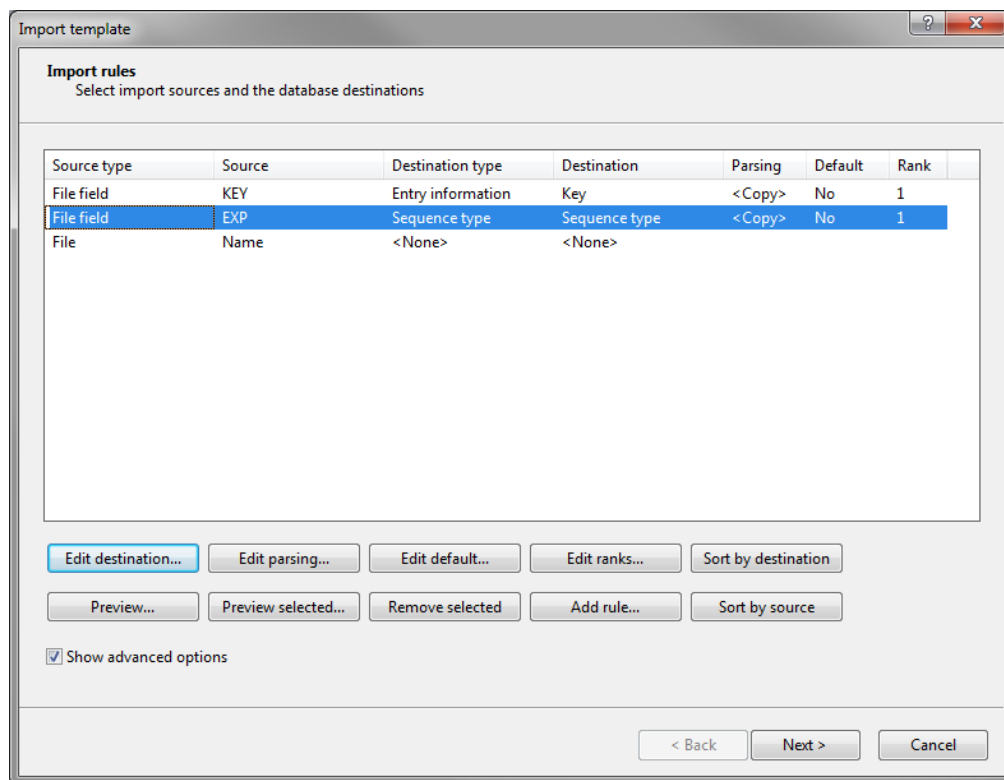 Import template
Import rules
Select import sources and the database destinations
Source type Source Destination type Destination Parsing Default Rank
File field KEY Entry information Key <Copy> No 1
File field EXP Sequence type Sequence type <Copy> No 1
File Name <None> <None>
Edit destination... Edit parsing... Edit default... Edit ranks... Sort by destination
Preview... Preview selected... Remove selected Add rule... Sort by source
Show advanced options
< Back Next > Cancel